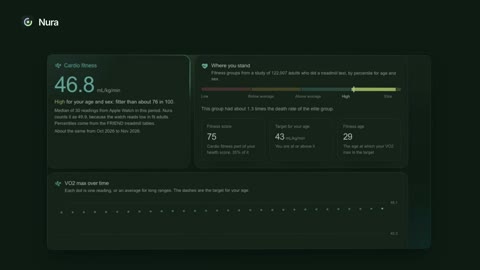 Nura
Cardio fitness
46.8 mL/kg/min
High for your age and sex: fitter than about 76 in 100
Median of 30 readings from Apple Watch in this period. Nura
counts it as 49.9, because the watch reads low in fit adults.
Percentiles come from the FRIEND treadmill tables.
About the same from Oct 2026 to Nov 2026.
Where you stand
Fitness groups from a study of 122,007 adults who did a treadmill test, by percentile for age and
sex.
Low
Below average
Above average
High
Elite
This group had about 1.3 times the death rate of the elite group.
Fitness score
75
Cardio fitness part of your
health score, 20% of it
Target for your age
43 mL/kg/min
You are at or above it
Fitness age
29
The age at which your VO2
max is the target
VO2 max over time
Each dot is one reading, or an average for long ranges. The dashes are the target for your age.